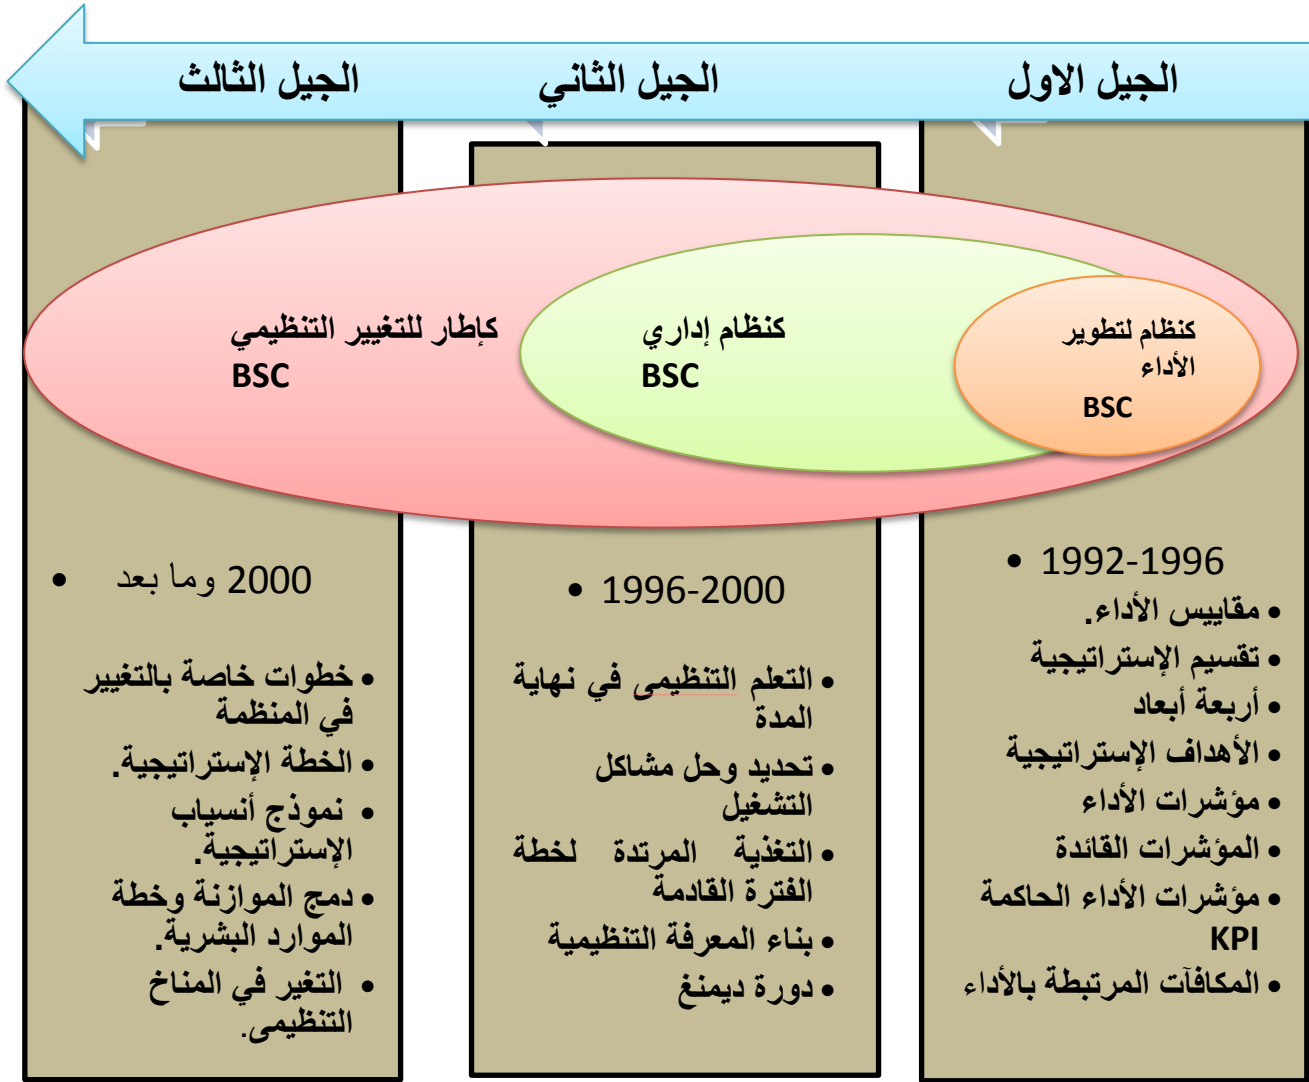 الجيل الاول
الجيل الثاني
الجيل الثالث
كنظام لتطوير
الأداء
BSC
كنظام إداري
BSC
كإطار للتغيير التنظيمي
BSC
• 1992-1996
• مقاييس الأداء.
• تقسيم الإستراتيجية
• أربعة أبعاد
• الأهداف الإستراتيجية
• مؤشرات الأداء
• المؤشرات القائدة
• مؤشرات الأداء الحاكمة
KPI
• المكافآت المرتبطة بالأداء
• 1996-2000
• التعلم التنظيمى في نهاية
المدة
• تحديد وحل مشاكل
التشغيل
• التغذية المرتدة لخطة
الفترة القادمة
• بناء المعرفة التنظيمية
• دورة ديمنغ
• 2000 وما بعد
• خطوات خاصة بالتغيير
في المنظمة
• الخطة الإستراتيجية.
• نموذج أنسياب
الإستراتيجية.
• دمج الموازنة وخطة
الموارد البشرية.
• التغير في المناخ
التنظيمى.